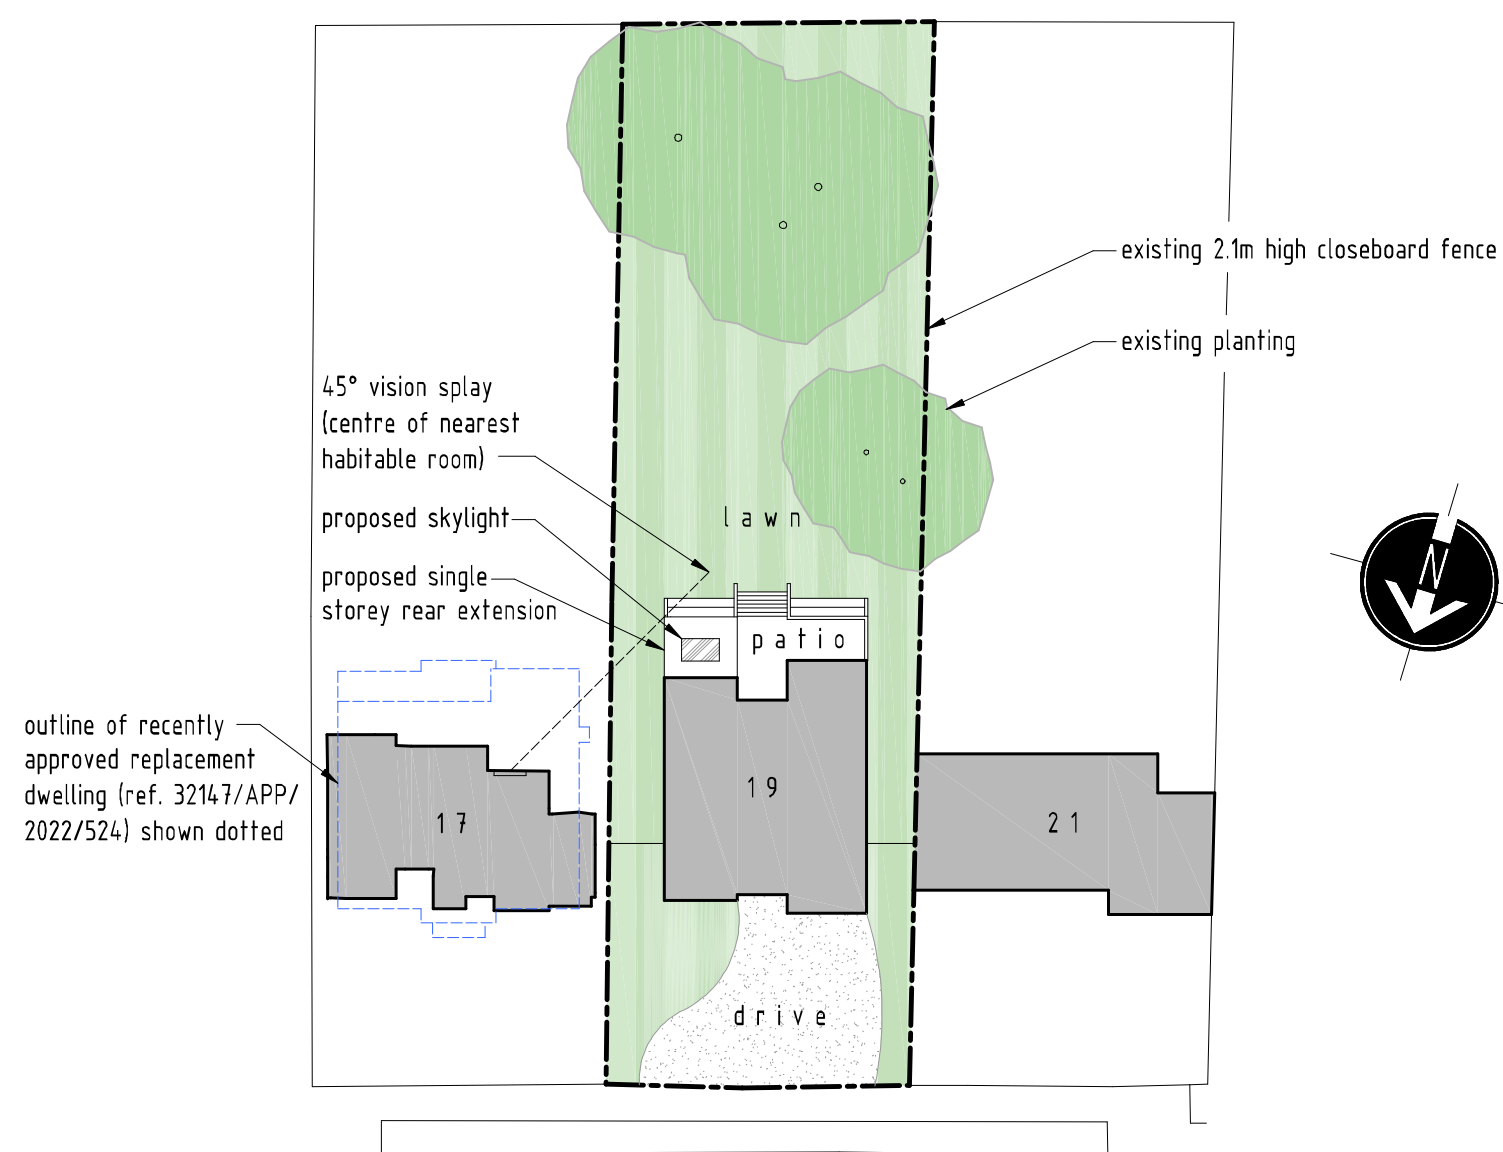 existing 2.1m high closeboard fence
existing planting
45° vision splay
(centre of nearest
habitable room)
proposed skylight
proposed single
storey rear extension
lawn
patio
outline of recently
approved replacement
dwelling (ref. 32147/APP/
2022/524) shown dotted
17
19
21
drive
N